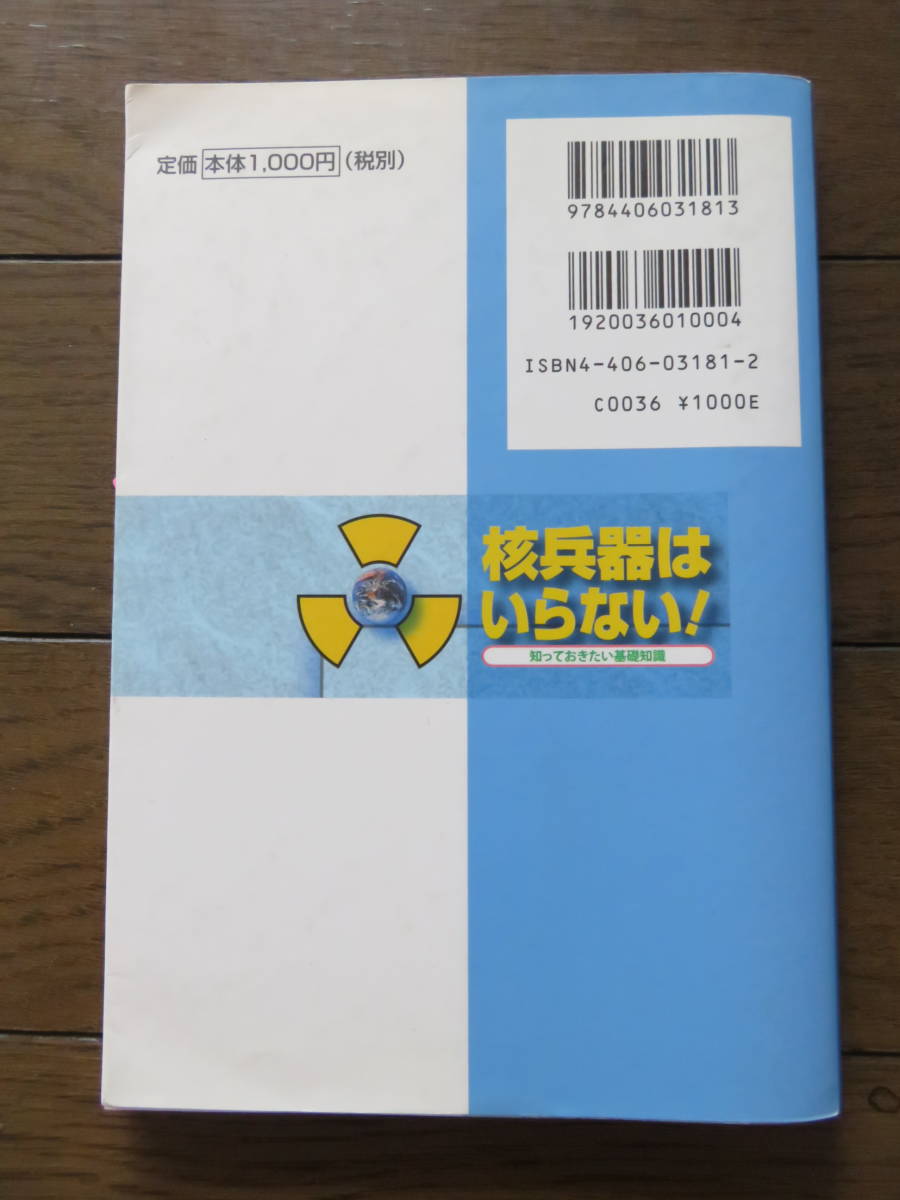 定価 本体1,000円 (税別)
9784406031813
1920036010004
ISBN4-406-03181-2
C0036 ¥1000E
核兵器は
いらない!
知っておきたい基礎知識